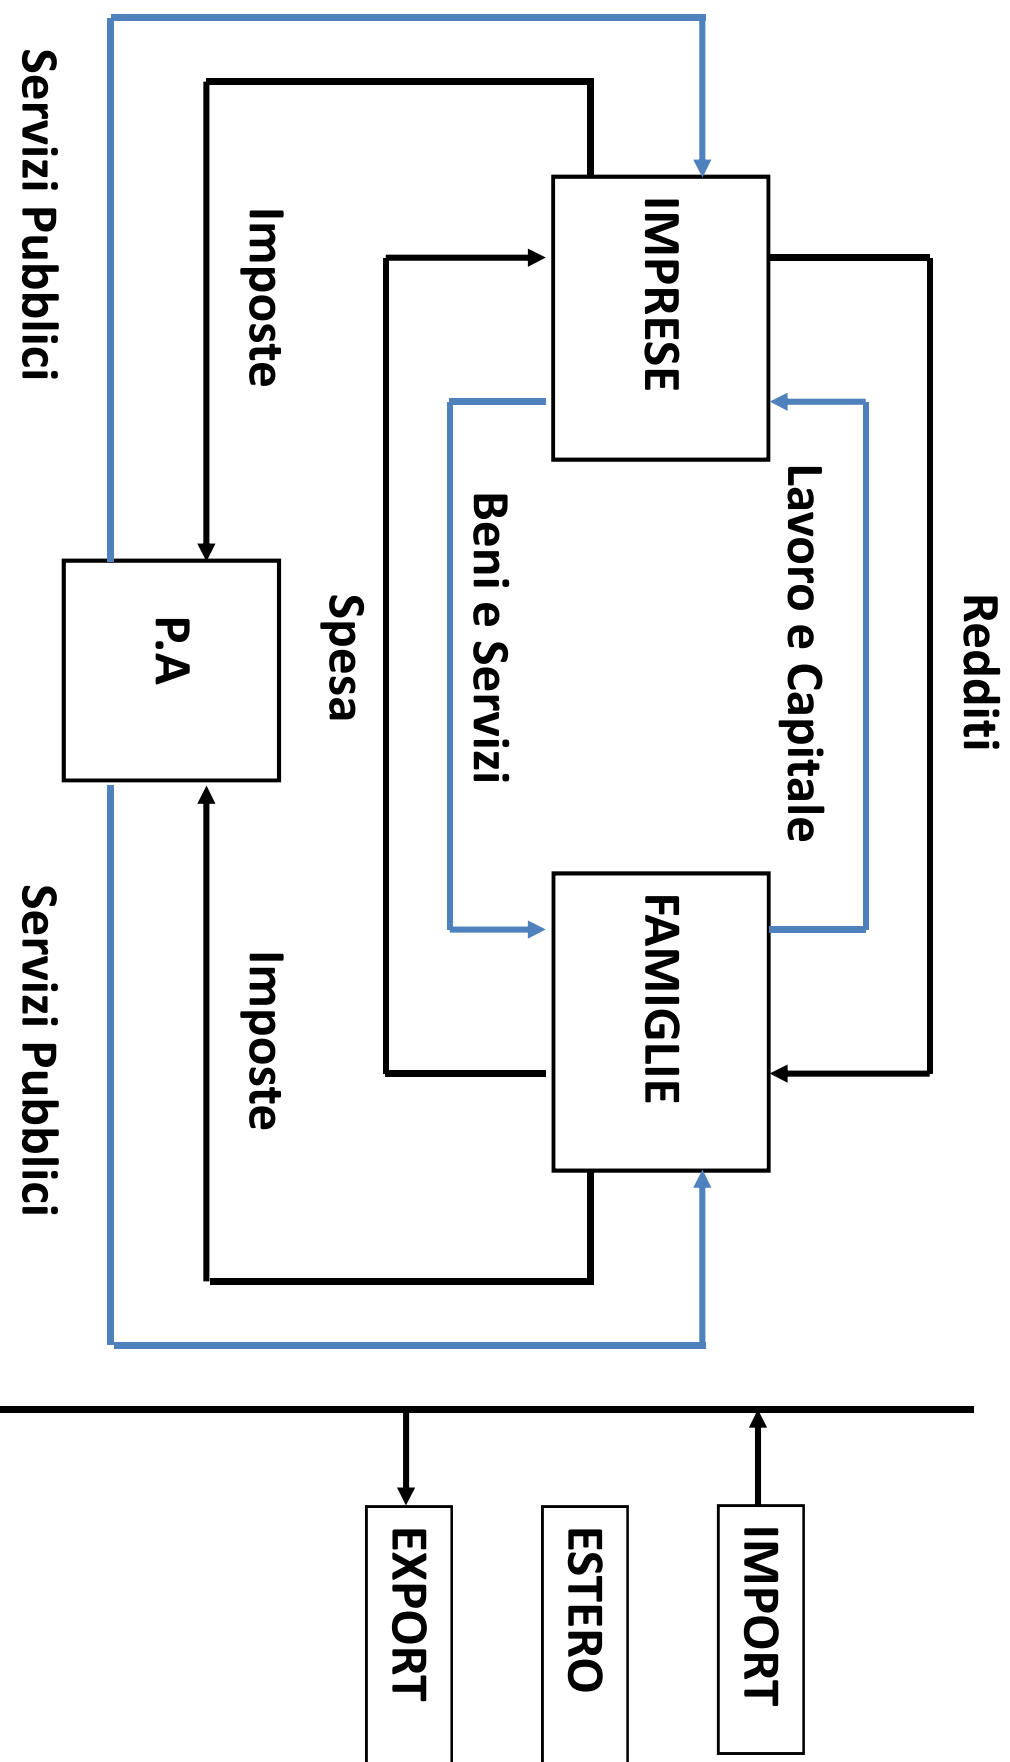 Redditi
IMPORT
Lavoro e Capitale
IMPRESE
FAMIGLIE
ESTERO
Beni e Servizi
EXPORT
Spesa
Imposte
Imposte
P.A
Servizi Pubblici
Servizi Pubblici